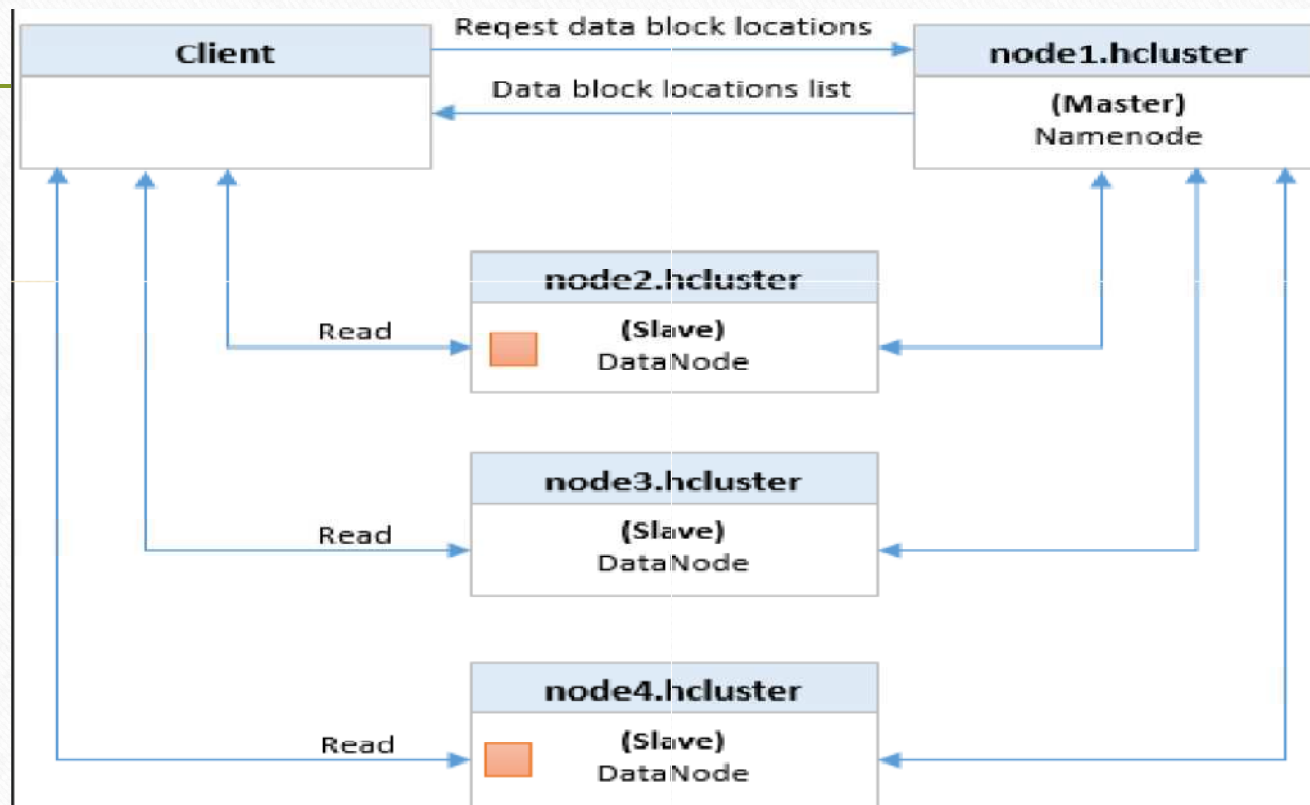 Reqest data block locations
Client
node1.hcluster
Data block locations list
(Master)
Namenode
node2.hcluster
Read
(Slave)
DataNode
node3.hcluster
Read
(Slave)
DataNode
node4.hcluster
Read
(Slave)
DataNode